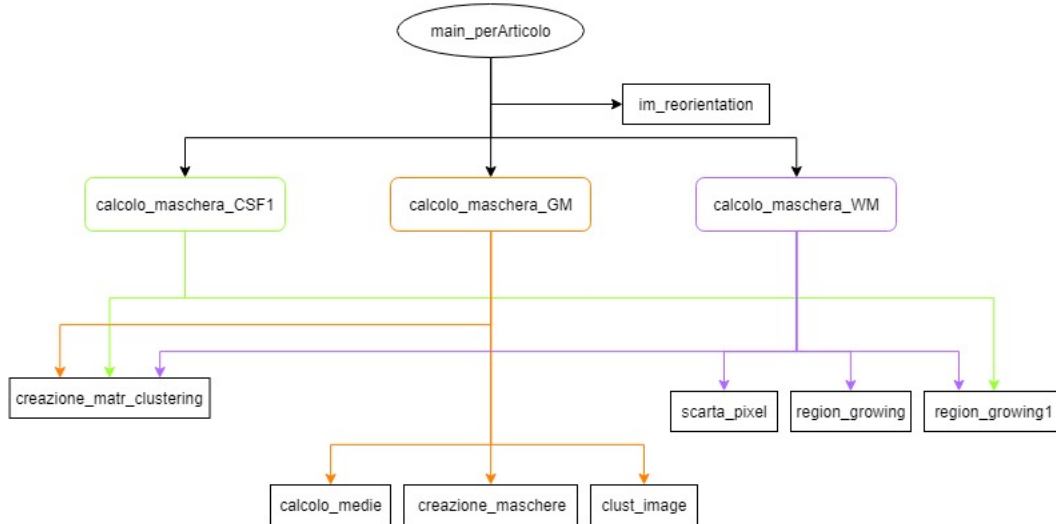 main_perArticolo
im_reorientation
calcolo_maschera_CSF1
calcolo_maschera_GM
calcolo_maschera_WM
creazione_matr_clustering
scarta_pixel
region_growing
region_growing1
calcolo_medie
creazione_maschere
clust_image